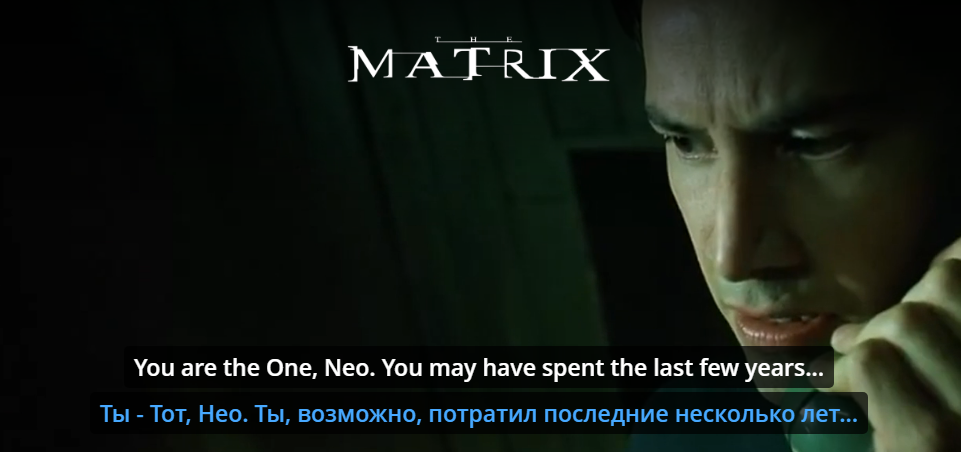 THE
MATRIX
You are the One, Neo. You may have spent the last few years...
Ты - Тот, Нео. Ты, возможно, потратил последние несколько лет...